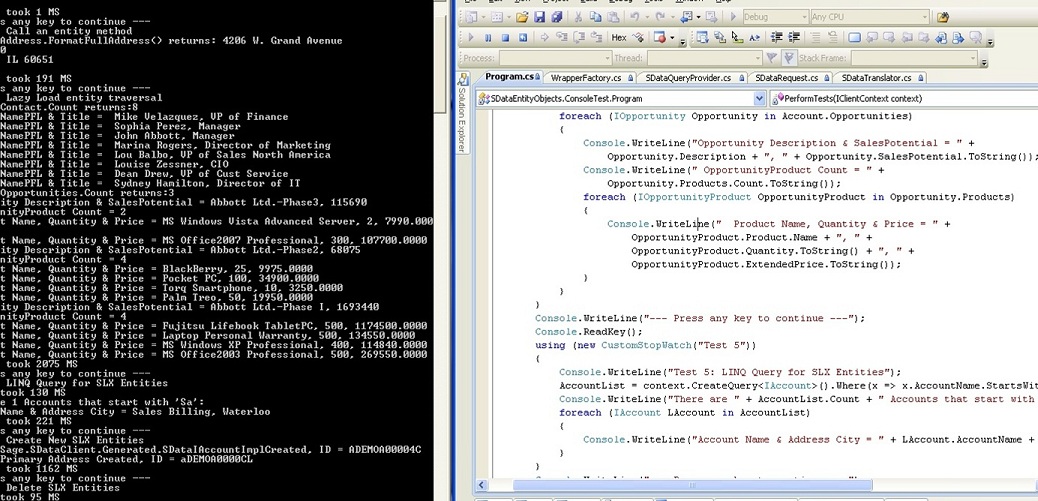 took 1 MS
s any key to continue ---
Call an entity method
Address.FormatFullAddress() returns: 4206 W. Grand Avenue
0
IL 60651
took 191 MS
s any key to continue ---
Lazy Load entity traversal
Contact.Count returns:8
NamePFL & Title = Mike Velazquez, VP of Finance
NamePFL & Title = Sophia Perez, Manager
NamePFL & Title = John Abbott, Manager
NamePFL & Title = Marina Rogers, Director of Marketing
NamePFL & Title = Lou Balbo, VP of Sales North America
NamePFL & Title = Louise Zessner, CIO
NamePFL & Title = Dean Drew, VP of Cust Service
NamePFL & Title = Sydney Hamilton, Director of IT
Opportunities.Count returns:3
ity Description & SalesPotential = Abbott Ltd.-Phase3, 115690
nityProduct Count = 2
t Name, Quantity & Price = MS Windows Vista Advanced Server, 2, 7990.000
t Name, Quantity & Price = MS Office2007 Professional, 300, 107700.0000
ity Description & SalesPotential = Abbott Ltd.-Phase2, 68075
nityProduct Count = 4
t Name, Quantity & Price = BlackBerry, 25, 9975.0000
t Name, Quantity & Price = Pocket PC, 100, 34900.0000
t Name, Quantity & Price = Torq Smartphone, 10, 3250.0000
t Name, Quantity & Price = Palm Treo, 50, 19950.0000
ity Description & SalesPotential = Abbott Ltd.-Phase I, 1693440
nityProduct Count = 4
t Name, Quantity & Price = Fujitsu Lifebook TabletPC, 500, 1174500.0000
t Name, Quantity & Price = Laptop Personal Warranty, 500, 134550.0000
t Name, Quantity & Price = MS Windows XP Professional, 400, 114840.0000
t Name, Quantity & Price = MS Office2003 Professional, 500, 269550.0000
took 2075 MS
s any key to continue ---
LINQ Query for SLX Entities
took 130 MS
e 1 Accounts that start with 'Sa':
Name & Address City = Sales Billing, Waterloo
took 221 MS
s any key to continue ---
Create New SLX Entities
Sage.SDataClient.Generated.SDataIAccountImplCreated, ID = ADEMOA00004C
Primary Address Created, ID = aDEMOA0000CL
took 1162 MS
s any key to continue ---
Delete SLX Entities
took 95 MS
Debug
Any CPU
Hex
Process:
Thread:
Stack Frame:
Solution Explorer
Program.cs
WrapperFactory.cs
SDataQueryProvider.cs
SDataRequest.cs
SDataTranslator.cs
SDataEntityObjects.ConsoleTest.Program
PerformTests(IClientContext context)
foreach (IOpportunity Opportunity in Account.Opportunities)
{
Console.WriteLine("Opportunity Description & SalesPotential = " +
Opportunity.Description + ", " + Opportunity.SalesPotential.ToString());
Console.WriteLine(" OpportunityProduct Count = " +
Opportunity.Products.Count.ToString());
foreach (IOpportunityProduct OpportunityProduct in Opportunity.Products)
{
Console.WriteLine("  Product Name, Quantity & Price = " +
OpportunityProduct.Product.Name + ", " +
OpportunityProduct.Quantity.ToString() + ", " +
OpportunityProduct.ExtendedPrice.ToString());
}
}
}
Console.WriteLine("--- Press any key to continue ---");
Console.ReadKey();
using (new CustomStopWatch("Test 5"))
{
Console.WriteLine("Test 5: LINQ Query for SLX Entities");
AccountList = context.CreateQuery<IAccount>().Where(x => x.AccountName.StartsWit
Console.WriteLine("There are " + AccountList.Count + " Accounts that start with
foreach (IAccount LAccount in AccountList)
{
Console.WriteLine("Account Name & Address City = " + LAccount.AccountName +
}
}